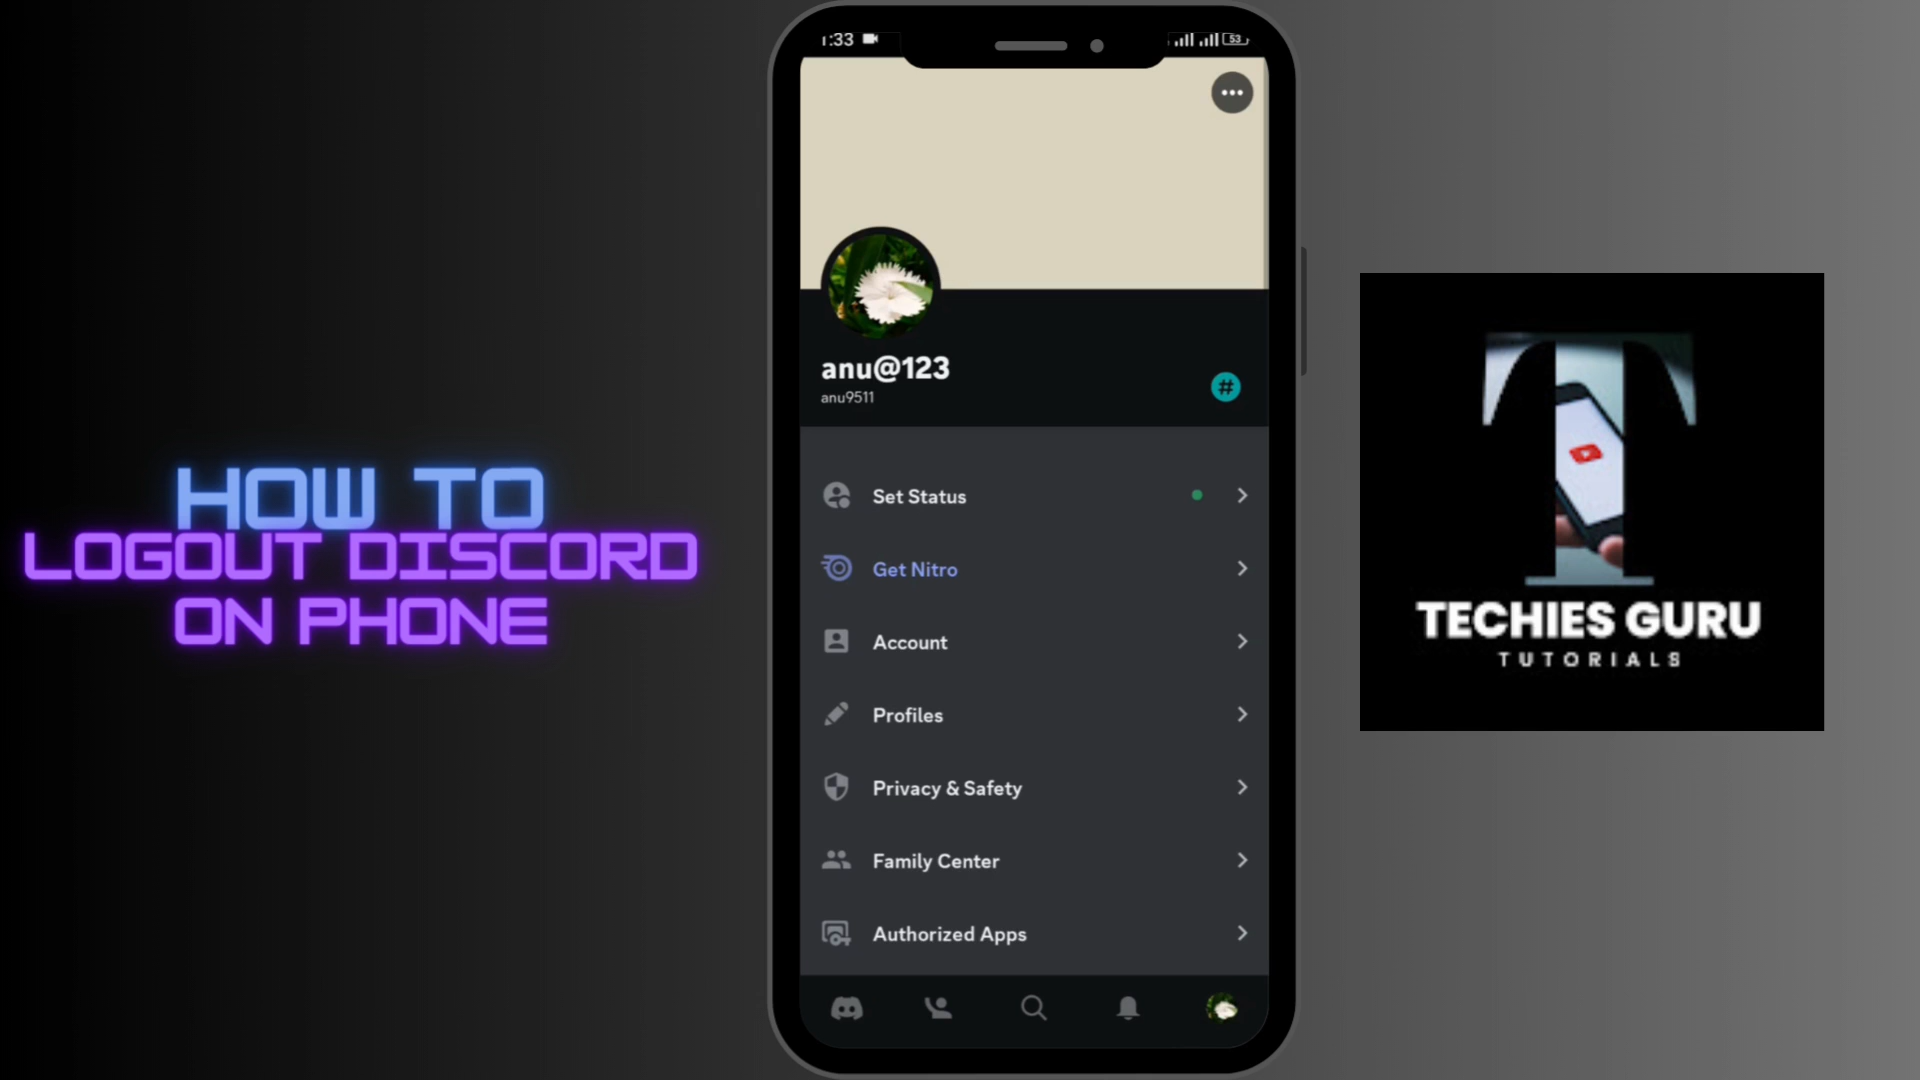 HOW TO
LOGOUT DISCORD
ON PHONE
:33
53
anu@123
anu9511
#
Set Status
Get Nitro
Account
Profiles
Privacy & Safety
Family Center
Authorized Apps
TECHIES GURU
TUTORIALS